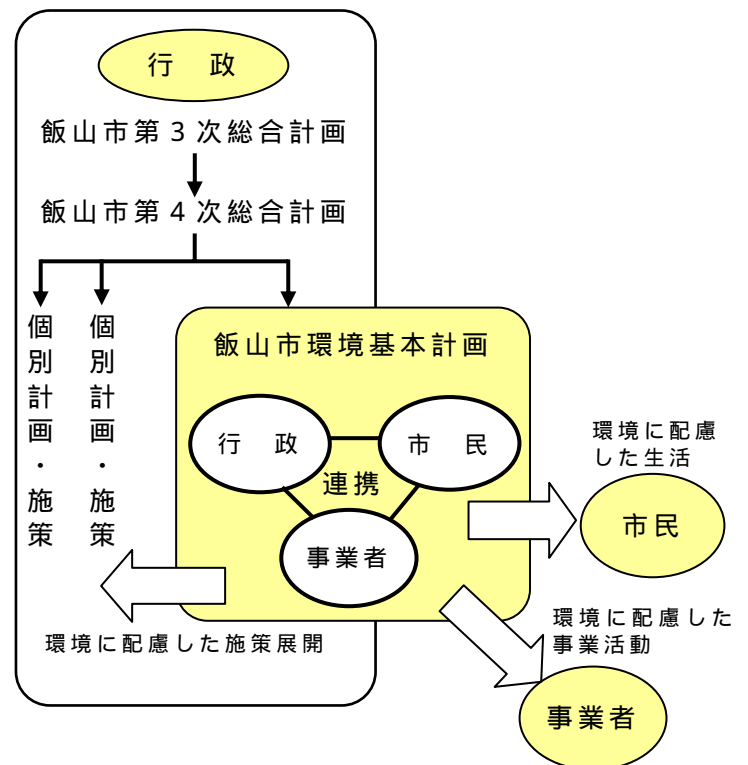 行　政
飯山市第３次総合計画
飯山市第４次総合計画
個別計画・施策
個別計画・施策
飯山市環境基本計画
行　政
市　民
連携
事業者
環境に配慮
した生活
市民
環境に配慮した施策展開
環境に配慮した
事業活動
事業者